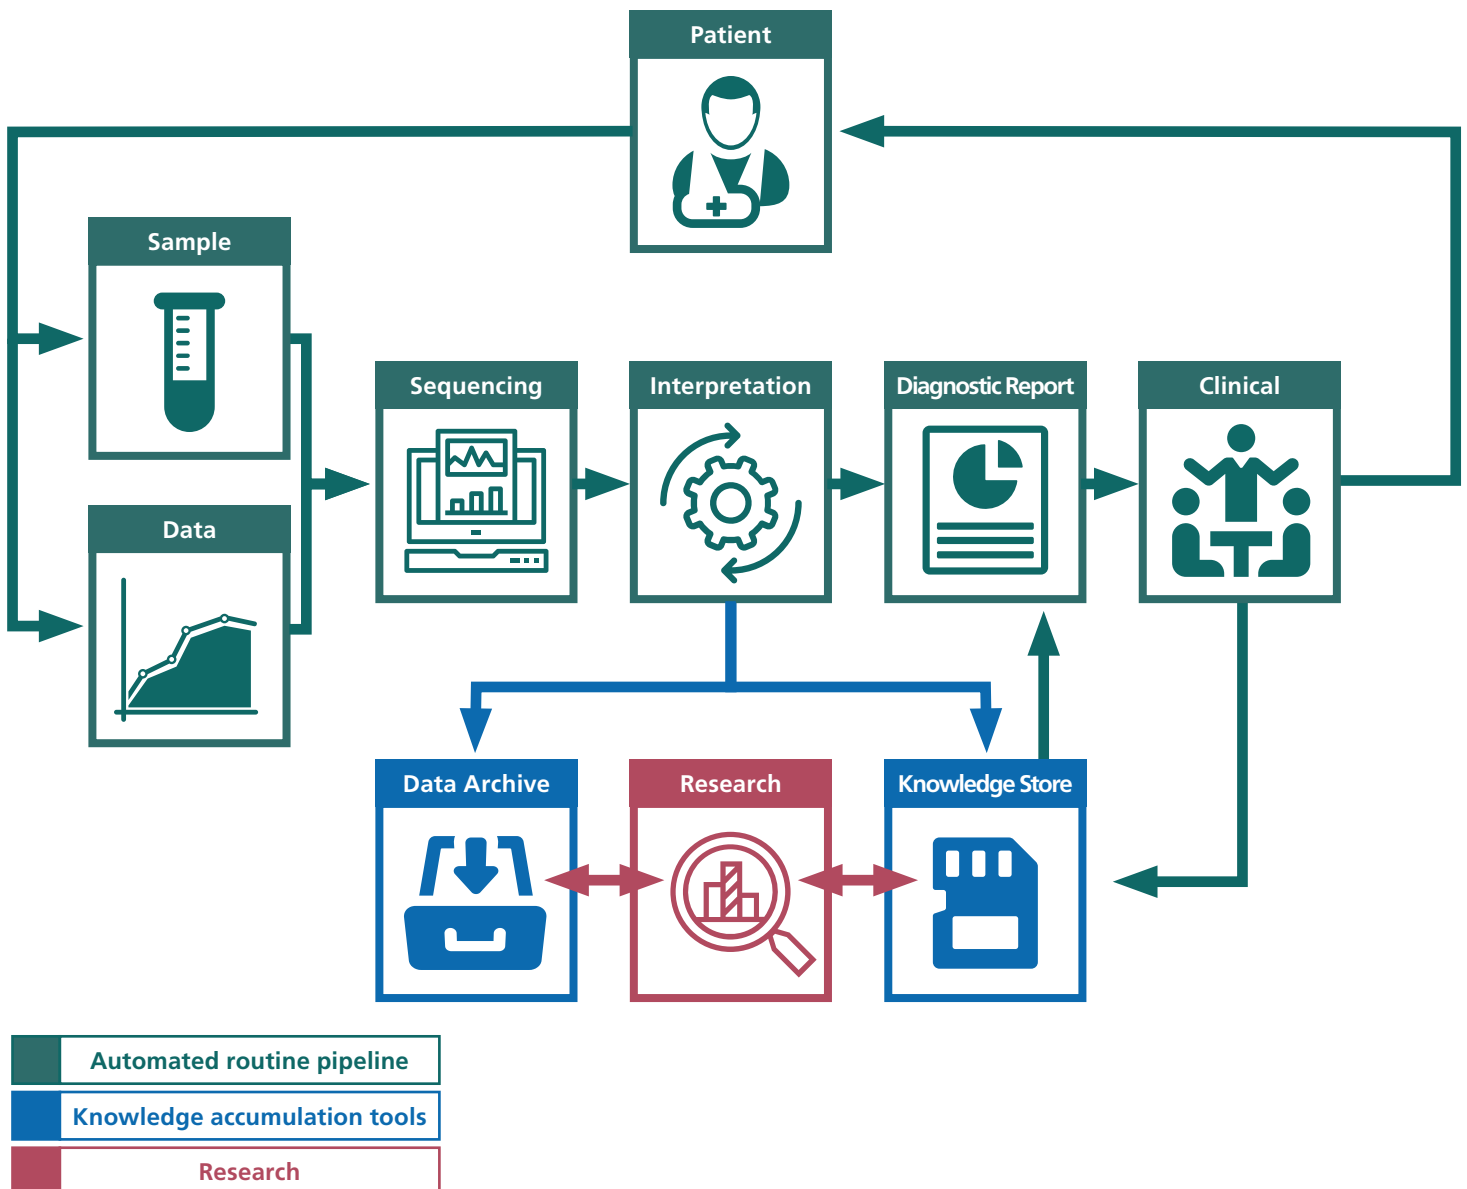 Patient
Sample
Data
Sequencing
Interpretation
Diagnostic Report
Clinical
Data Archive
Research
Knowledge Store
Automated routine pipeline
Knowledge accumulation tools
Research